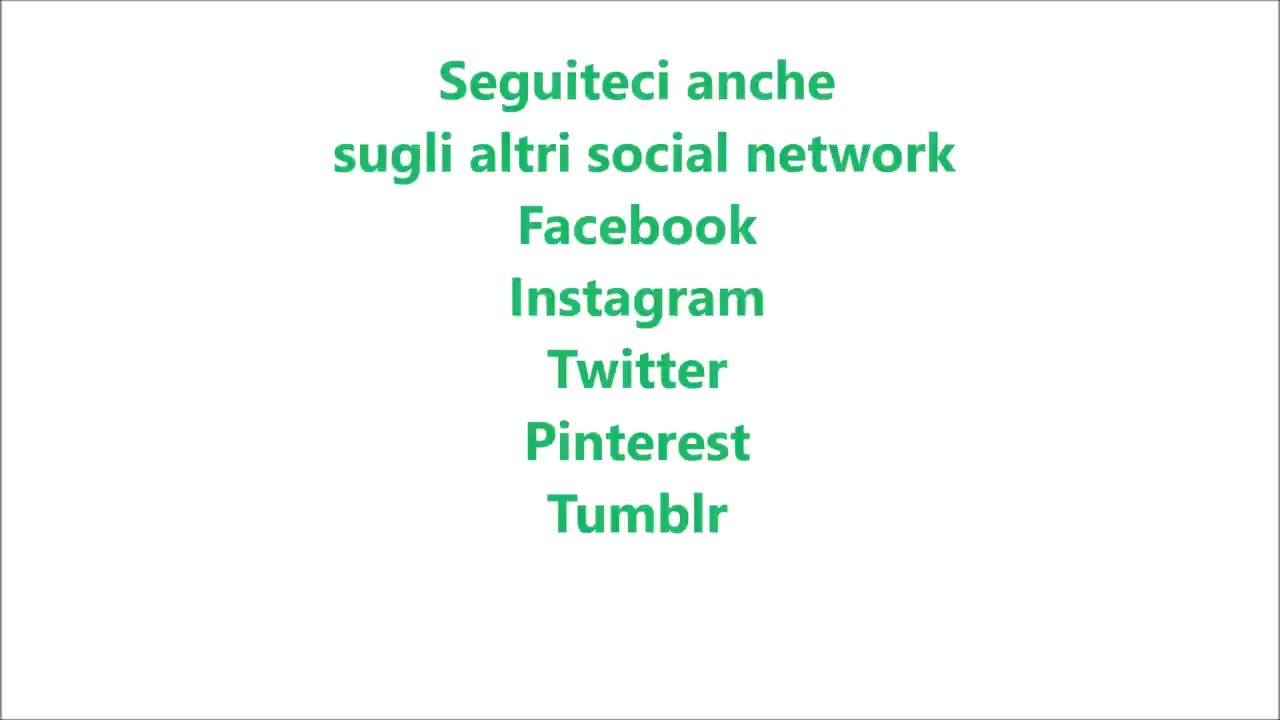 Seguiteci anche
sugli altri social network
Facebook
Instagram
Twitter
Pinterest
Tumblr